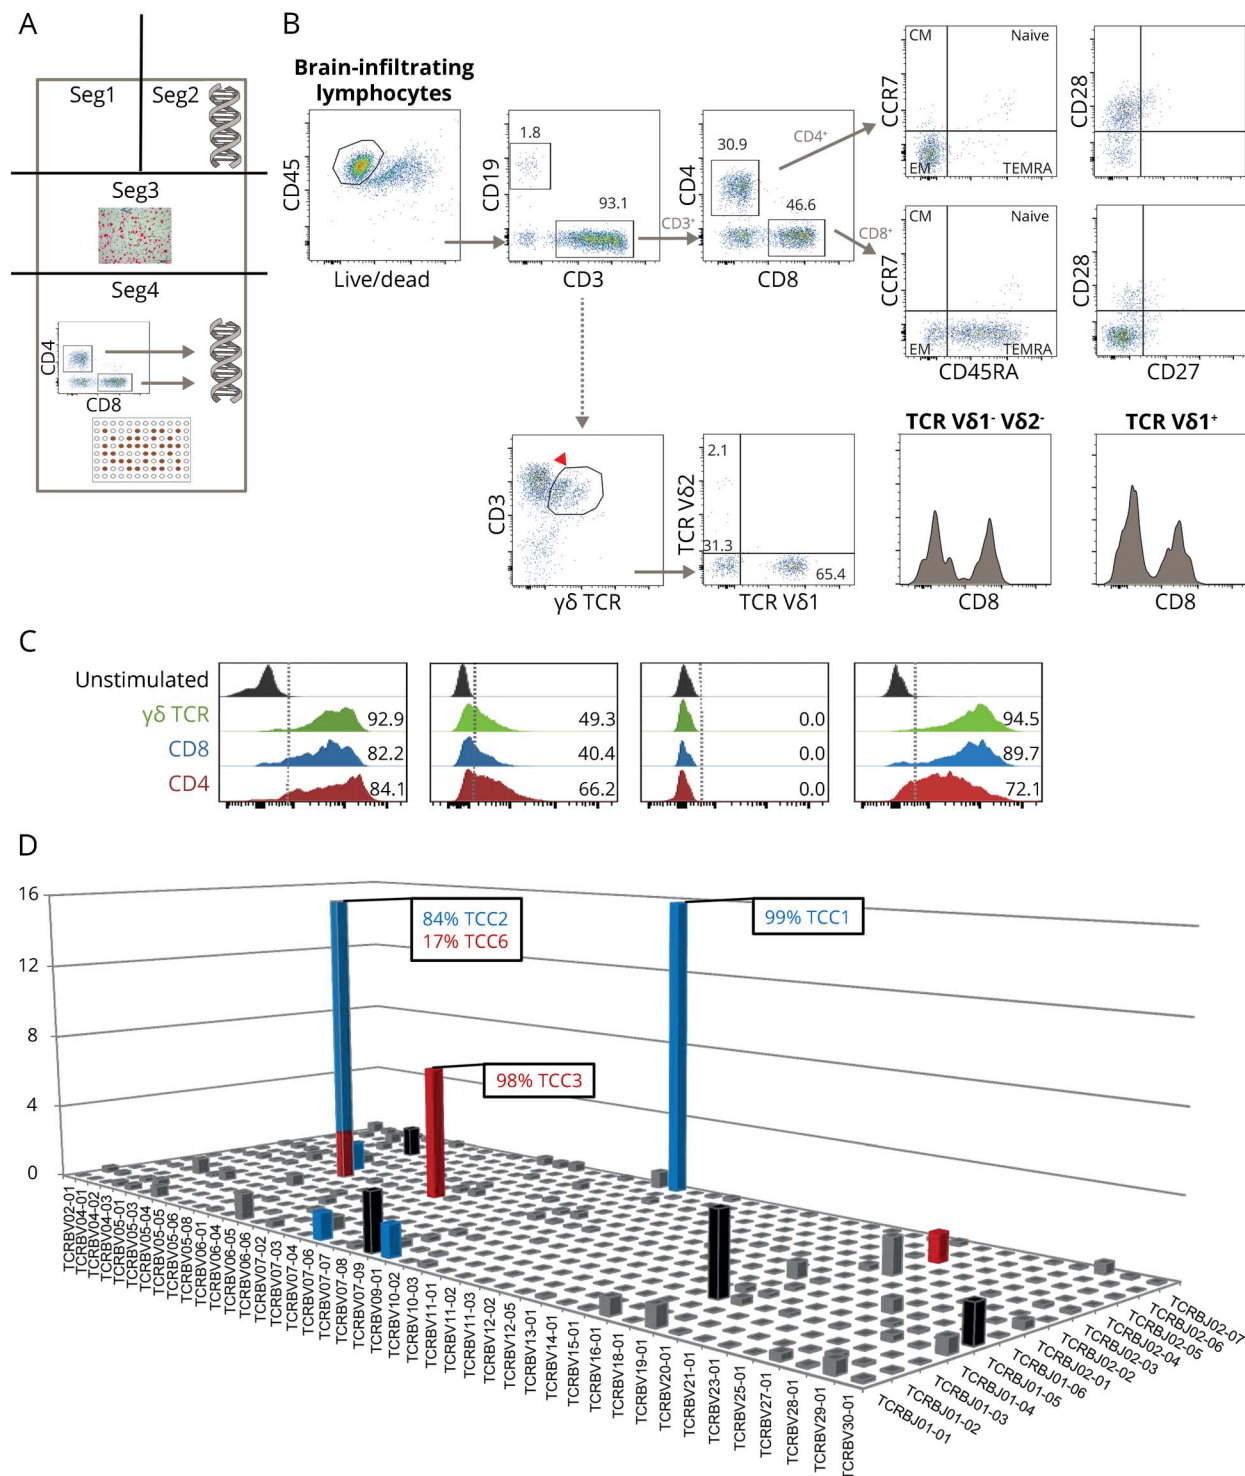 A
Seg1
Seg2
Seg3
Seg4
CD4
CD8
B
Brain-infiltrating
lymphocytes
CD45
Live/dead
1.8
93.1
CD19
CD3
CD3⁺
30.9
46.6
CD4
CD8
CD4⁺
CD8⁺
CM
Naive
EM
TEMRA
CCR7
CD28
CM
Naive
EM
TEMRA
CCR7
CD45RA
CD28
CD27
CD3
γδ TCR
2.1
31.3
65.4
TCR Vδ2
TCR Vδ1
TCR Vδ1⁻ Vδ2⁻
CD8
TCR Vδ1⁺
CD8
C
Unstimulated
γδ TCR
92.9
49.3
0.0
94.5
CD8
82.2
40.4
0.0
89.7
CD4
84.1
66.2
0.0
72.1
D
16
12
8
4
0
84% TCC2
17% TCC6
99% TCC1
98% TCC3
TCRBV02-01
TCRBV04-01
TCRBV04-02
TCRBV04-03
TCRBV05-01
TCRBV05-03
TCRBV05-04
TCRBV05-05
TCRBV05-06
TCRBV05-08
TCRBV06-01
TCRBV06-04
TCRBV06-05
TCRBV06-06
TCRBV07-02
TCRBV07-03
TCRBV07-04
TCRBV07-06
TCRBV07-07
TCRBV07-08
TCRBV07-09
TCRBV09-01
TCRBV10-02
TCRBV10-03
TCRBV11-01
TCRBV11-02
TCRBV11-03
TCRBV12-02
TCRBV12-05
TCRBV13-01
TCRBV14-01
TCRBV15-01
TCRBV16-01
TCRBV18-01
TCRBV19-01
TCRBV20-01
TCRBV21-01
TCRBV23-01
TCRBV25-01
TCRBV27-01
TCRBV28-01
TCRBV29-01
TCRBV30-01
TCRBJ01-01
TCRBJ01-02
TCRBJ01-03
TCRBJ01-04
TCRBJ01-05
TCRBJ01-06
TCRBJ02-01
TCRBJ02-02
TCRBJ02-03
TCRBJ02-04
TCRBJ02-05
TCRBJ02-06
TCRBJ02-07